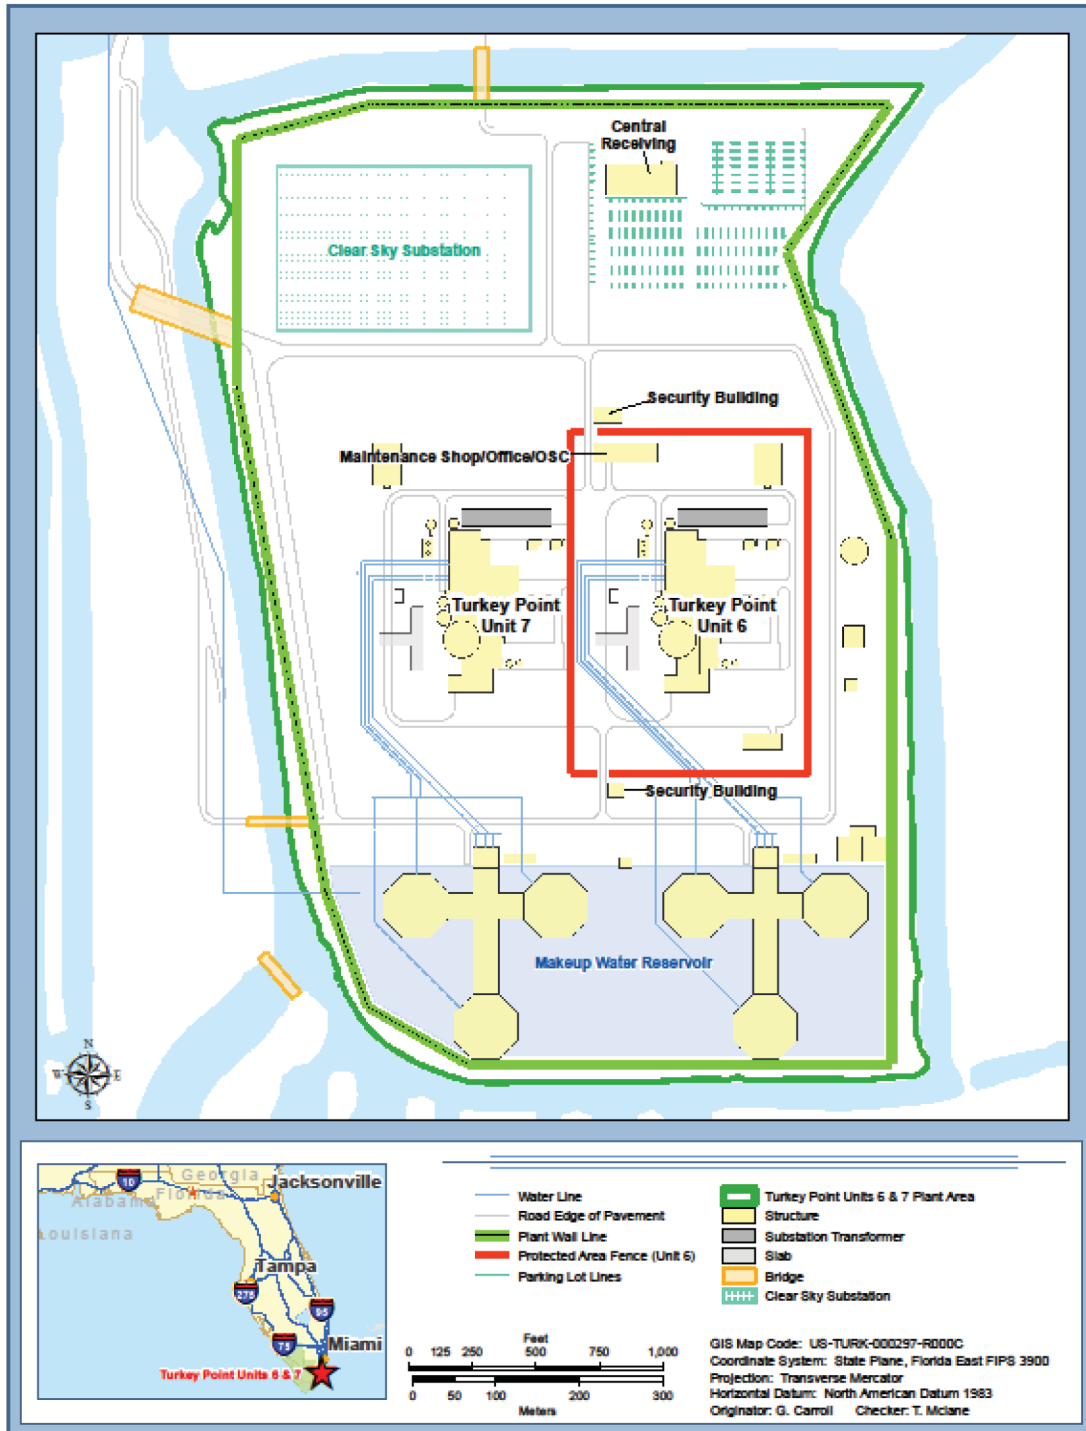 Central
Receiving
Clear Sky Substation
Security Building
Maintenance Shop/Office/OSC
Turkey Point
Unit 7
Turkey Point
Unit 6
Security Building
Makeup Water Reservoir
N
W E
S
Georgia
10
Jacksonville
Alabama
Florida
Louisiana
Tampa
275
95
75
Miami
Turkey Point Units 6 & 7
Water Line
Road Edge of Pavement
Plant Wall Line
Protected Area Fence (Unit 6)
Parking Lot Lines
Turkey Point Units 6 & 7 Plant Area
Structure
Substation Transformer
Slab
Bridge
Clear Sky Substation
Feet
0 125 250 500 750 1,000
0 50 100 200 300
Meters
GIS Map Code: US-TURK-000297-R000C
Coordinate System: State Plane, Florida East FIPS 3900
Projection: Transverse Mercator
Horizontal Datum: North American Datum 1983
Originator: G. Carroll Checker: T. Mclane